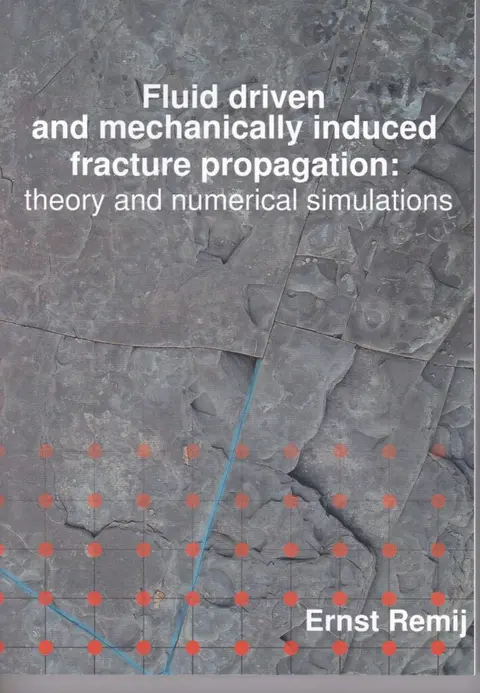 Fluid driven
and mechanically induced
fracture propagation:
theory and numerical simulations
Ernst Remij